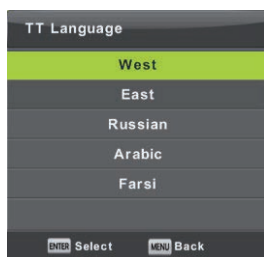 TT Language
West
East
Russian
Arabic
Farsi
ENTER Select MENU Back